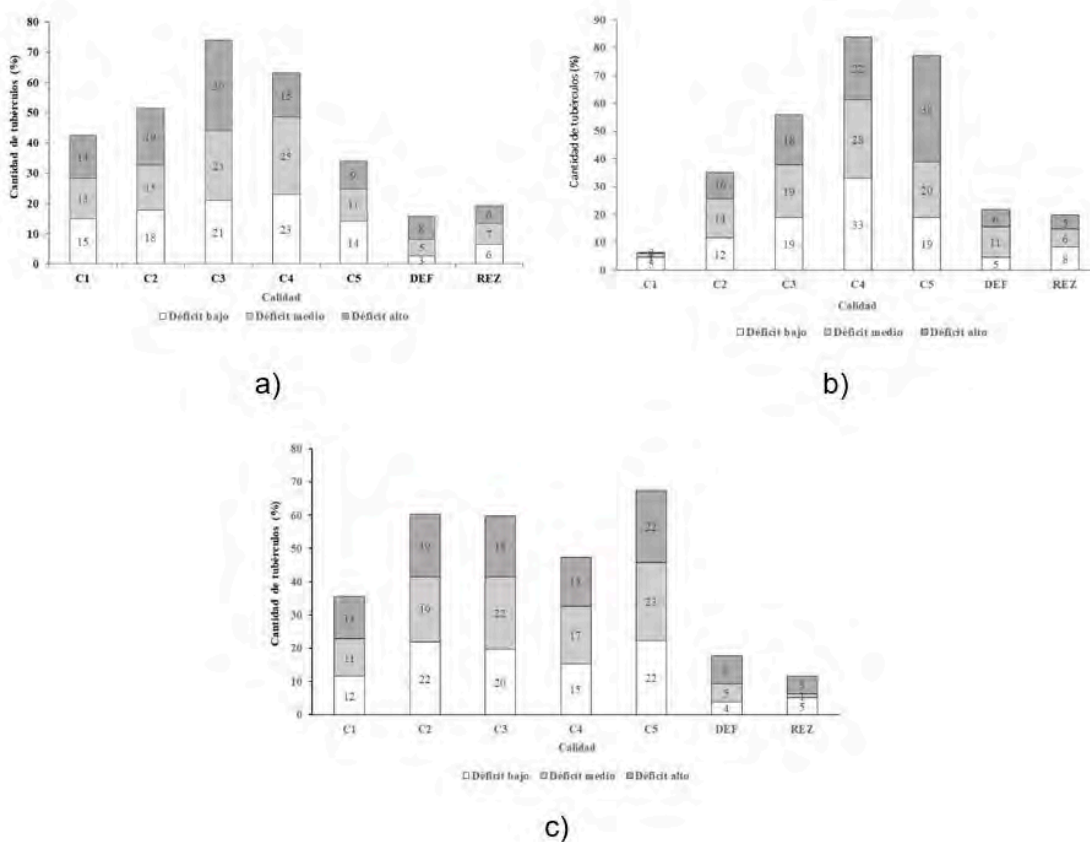 80
70
60
50
40
30
20
10
0
Cantidad de tubérculos (%)
14 19 30 15 9 8 6
13 15 23 25 11 5 7
15 18 21 23 14 3 6
C1 C2 C3 C4 C5 DEF REZ
Calidad
Déficit bajo Déficit medio Déficit alto
a)
90
80
70
60
50
40
30
20
10
0
Cantidad de tubérculos (%)
18 22 38 6 5
14 19 28 20 11 6
4 12 19 33 19 5 8
C1 C2 C3 C4 C5 DEF REZ
Calidad
Déficit bajo Déficit medio Déficit alto
b)
80
70
60
50
40
30
20
10
0
Cantidad de tubérculos (%)
19 18 15 22 5
11 19 22 17 23 5 1
12 22 20 15 22 4 5
C1 C2 C3 C4 C5 DEF REZ
Calidad
Déficit bajo Déficit medio Déficit alto
c)